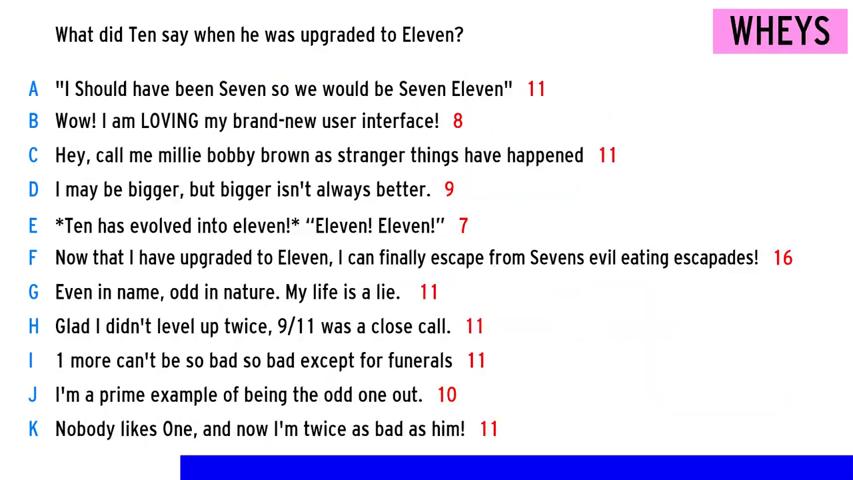 What did Ten say when he was upgraded to Eleven?
WHEYS
A "I Should have been Seven so we would be Seven Eleven" 11
B Wow! I am LOVING my brand-new user interface! 8
C Hey, call me millie bobby brown as stranger things have happened 11
D I may be bigger, but bigger isn't always better. 9
E *Ten has evolved into eleven!* “Eleven! Eleven!” 7
F Now that I have upgraded to Eleven, I can finally escape from Sevens evil eating escapades! 16
G Even in name, odd in nature. My life is a lie. 11
H Glad I didn't level up twice, 9/11 was a close call. 11
I 1 more can't be so bad so bad except for funerals 11
J I'm a prime example of being the odd one out. 10
K Nobody likes One, and now I'm twice as bad as him! 11